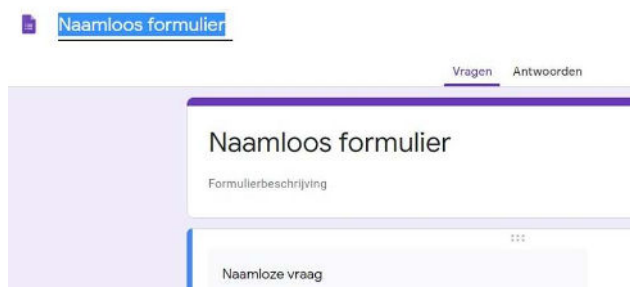 Naamloos formulier
Vragen Antwoorden
Naamloos formulier
Formulierbeschrijving
Naamloze vraag